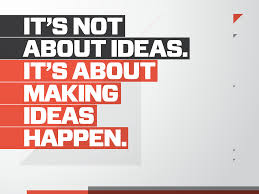 IT'S NOT
ABOUT IDEAS.
IT'S ABOUT
MAKING
IDEAS
HAPPEN.